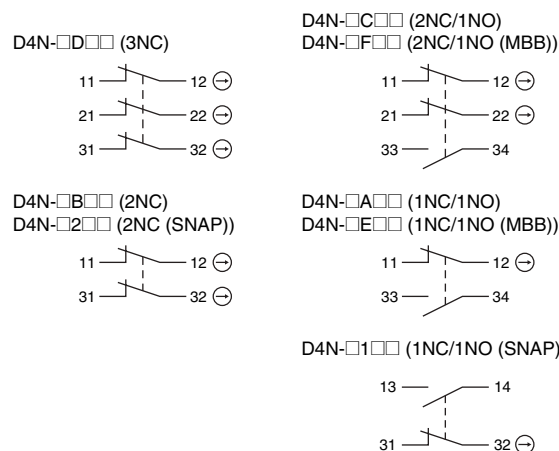 D4N-□D□□ (3NC)
11 12
21 22
31 32
D4N-□B□□ (2NC)
D4N-□2□□ (2NC (SNAP))
11 12
31 32
D4N-□C□□ (2NC/1NO)
D4N-□F□□ (2NC/1NO (MBB))
11 12
21 22
33 34
D4N-□A□□ (1NC/1NO)
D4N-□E□□ (1NC/1NO (MBB))
11 12
33 34
D4N-□1□□ (1NC/1NO (SNAP)
13 14
31 32